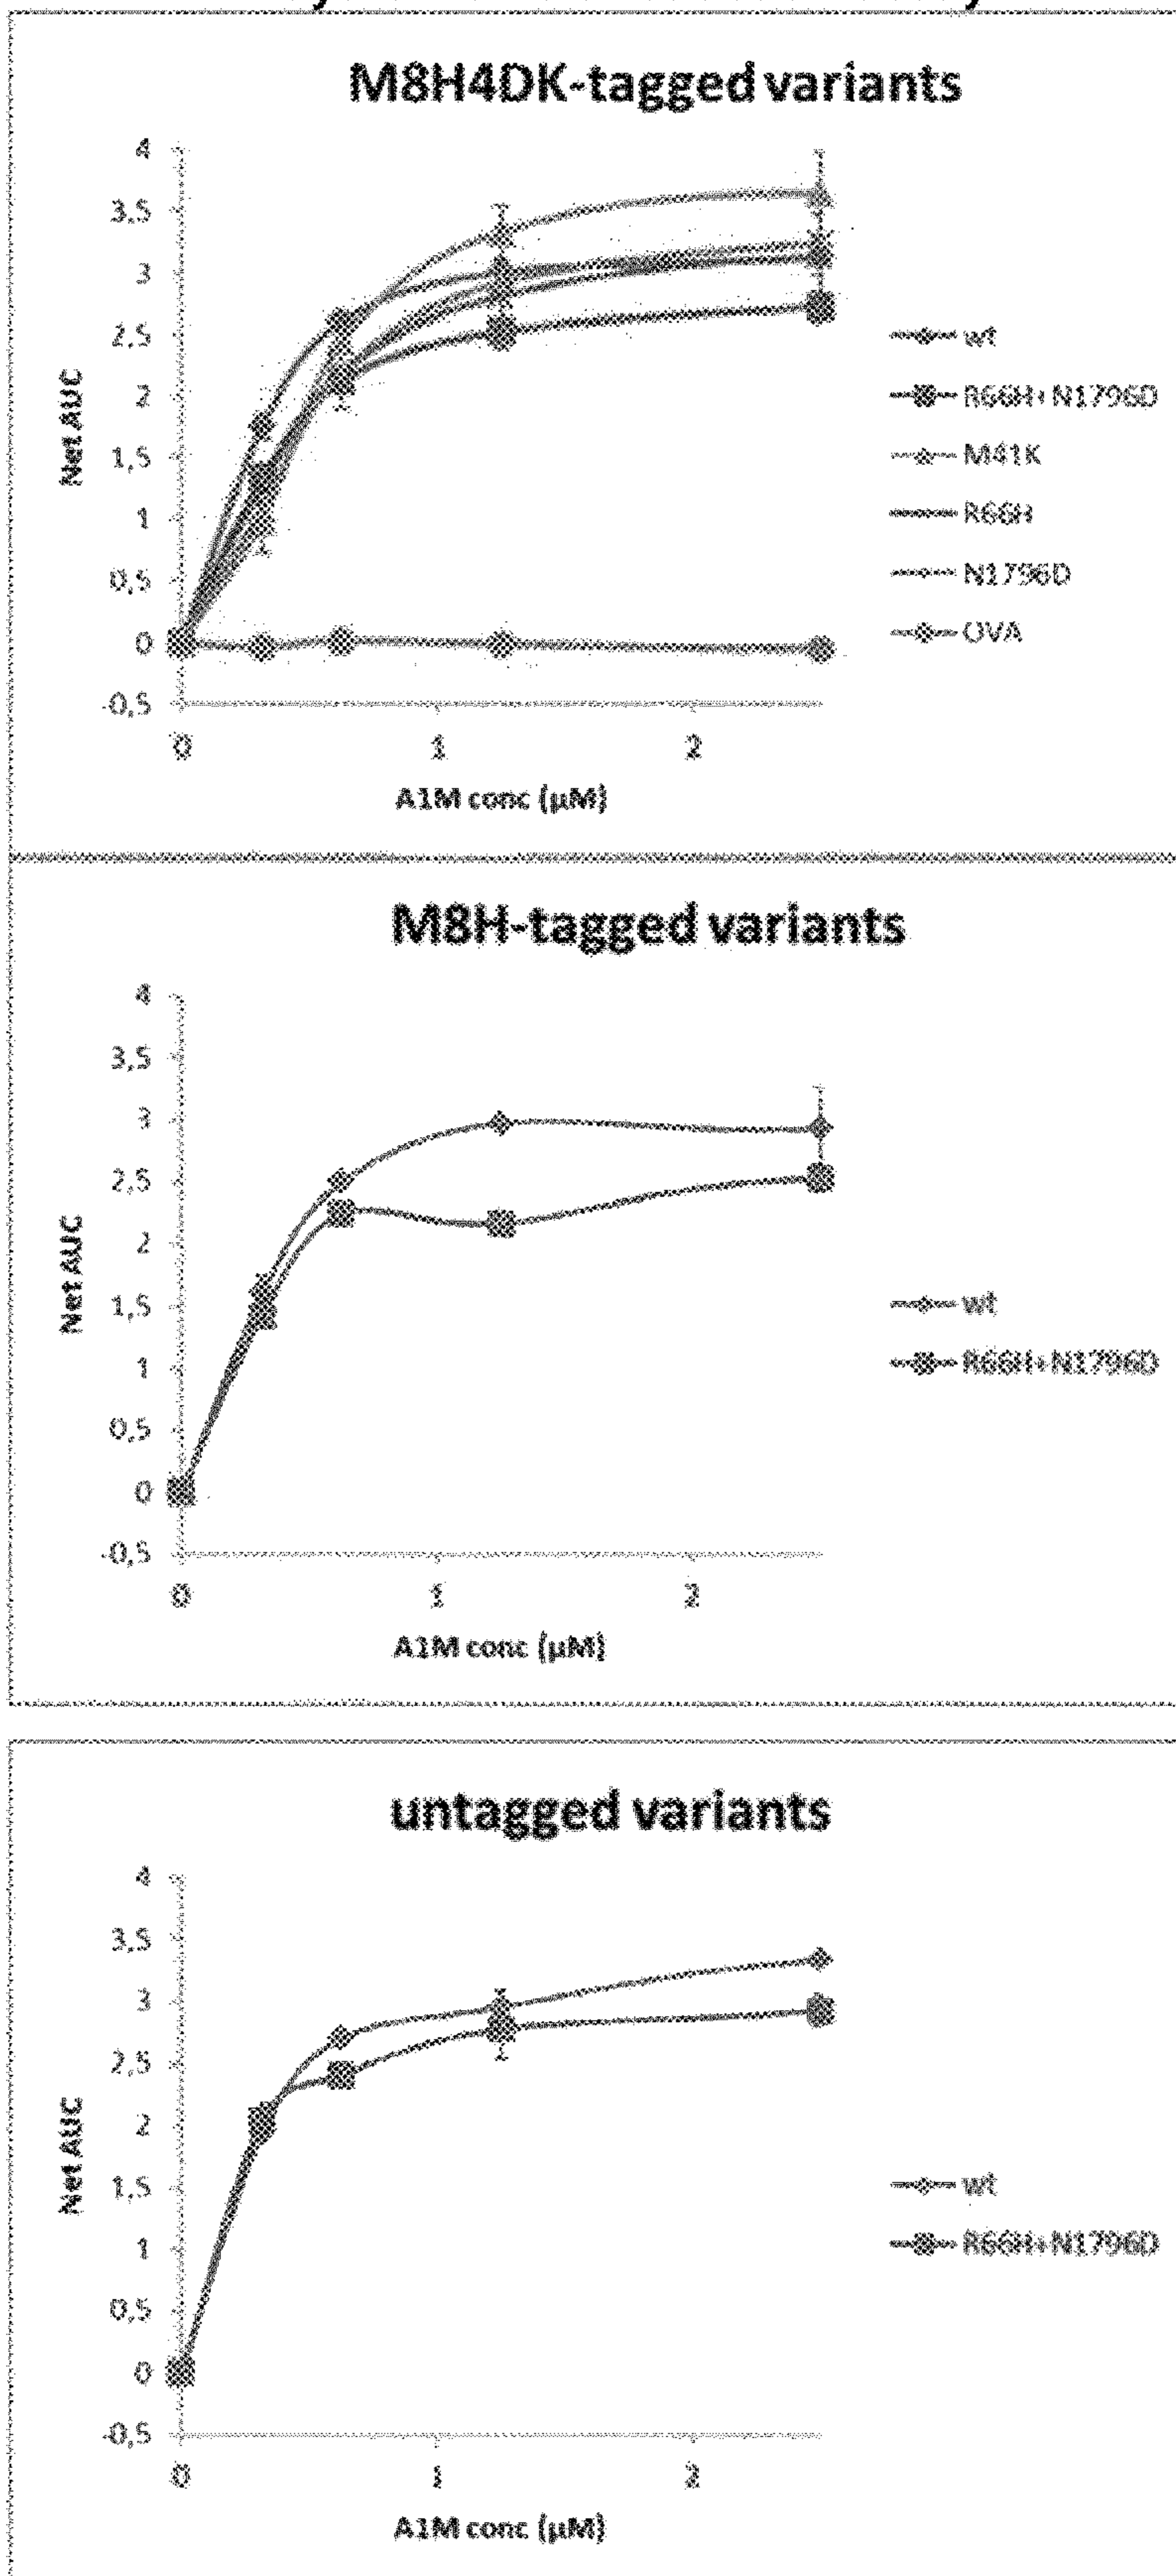 M8H4DK-tagged variants
4
3,5
3
2,5
2
1,5
1
0,5
0
-0,5
Net AUC
0 1 2
A1M conc (µM)
wt
R66H+N1796D
M41K
R66H
N1796D
OVA
M8H-tagged variants
4
3,5
3
2,5
2
1,5
1
0,5
0
-0,5
Net AUC
0 1 2
A1M conc (µM)
wt
R66H+N1796D
untagged variants
4
3,5
3
2,5
2
1,5
1
0,5
0
-0,5
Net AUC
0 1 2
A1M conc (µM)
wt
R66H+N1796D